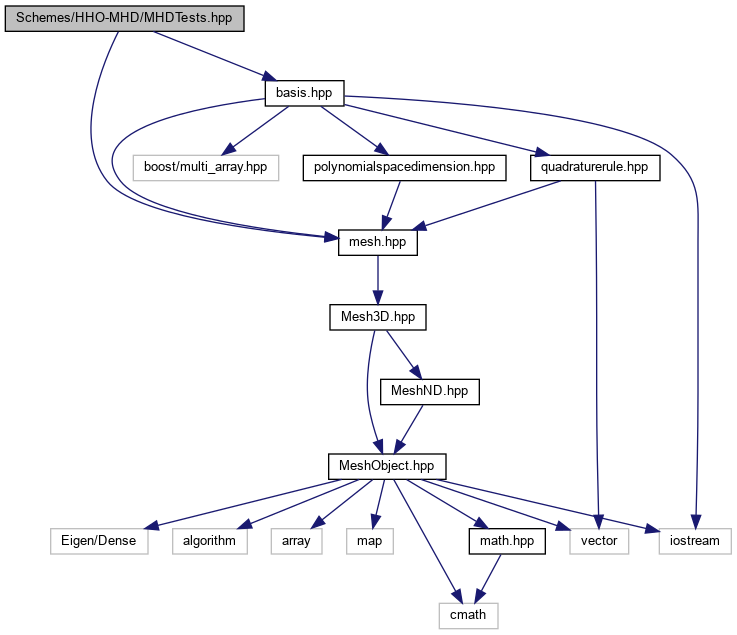 Schemes/HHO-MHD/MHDTests.hpp
basis.hpp
boost/multi_array.hpp
polynomialspacedimension.hpp
quadraturerule.hpp
mesh.hpp
Mesh3D.hpp
MeshND.hpp
MeshObject.hpp
Eigen/Dense
algorithm
array
map
math.hpp
vector
iostream
cmath